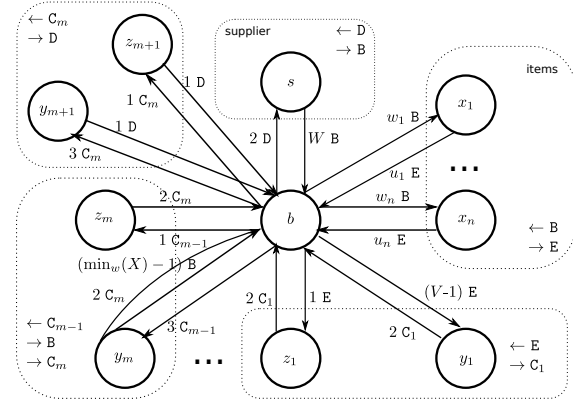 ← C_m
→ D
z_{m+1}
y_{m+1}
1 D
1 C_m
1 D
3 C_m
supplier
← D
→ B
s
2 D
W B
items
x_1
w_1 B
u_1 E
...
w_n B
x_n
u_n E
← B
→ E
z_m
2 C_m
b
1 C_{m-1}
(min_w(X) − 1) B
2 C_m
3 C_{m-1}
← C_{m-1}
→ B
→ C_m
y_m
...
2 C_1
1 E
z_1
(V-1) E
2 C_1
y_1
← E
→ C_1